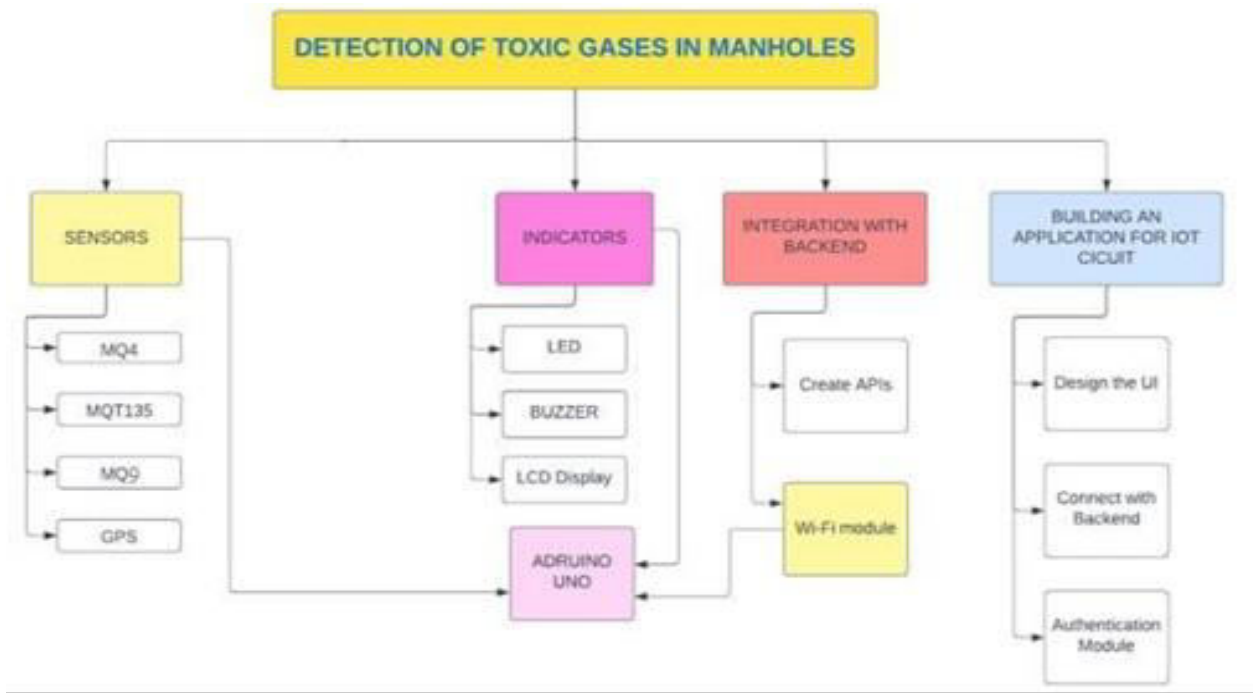 DETECTION OF TOXIC GASES IN MANHOLES
SENSORS
MQ4
MQT135
MQ9
GPS
INDICATORS
LED
BUZZER
LCD Display
ADRUINO
UNO
INTEGRATION WITH
BACKEND
Create APIs
Wi-Fi module
BUILDING AN
APPLICATION FOR IOT
CICUIT
Design the UI
Connect with
Backend
Authentication
Module